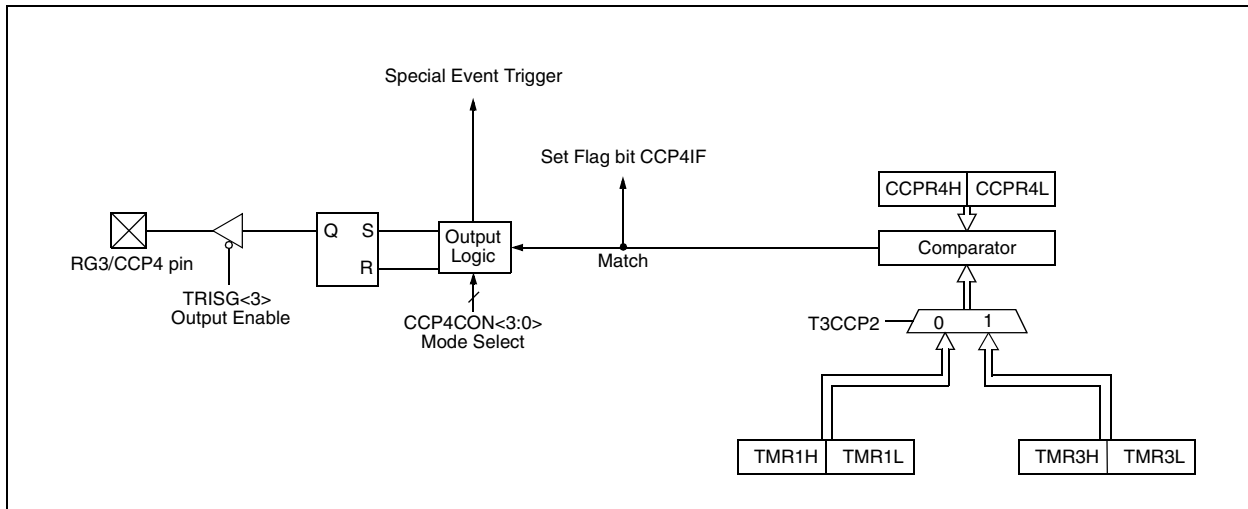 Special Event Trigger
Set Flag bit CCP4IF
CCPR4H CCPR4L
Q S
R
Output
Logic
Comparator
Match
RG3/CCP4 pin
TRISG<3>
Output Enable
CCP4CON<3:0>
Mode Select
T3CCP2
0 1
TMR1H TMR1L
TMR3H TMR3L